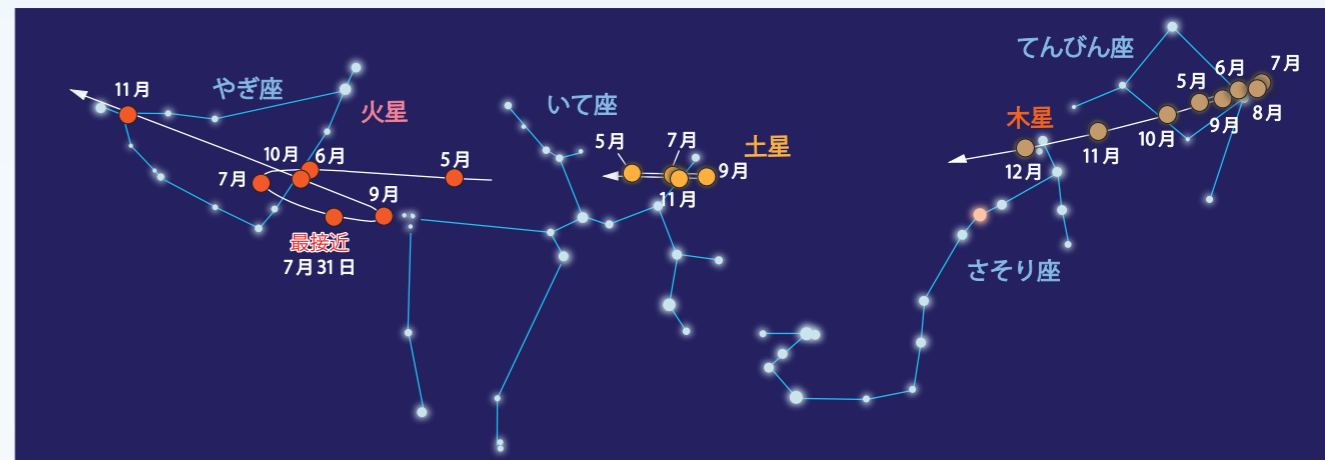 やぎ座
火星
11月
10月
6月
5月
7月
9月
最接近
7月31日
いて座
土星
5月
7月
9月
11月
てんびん座
木星
5月
6月
7月
8月
9月
10月
11月
12月
さそり座